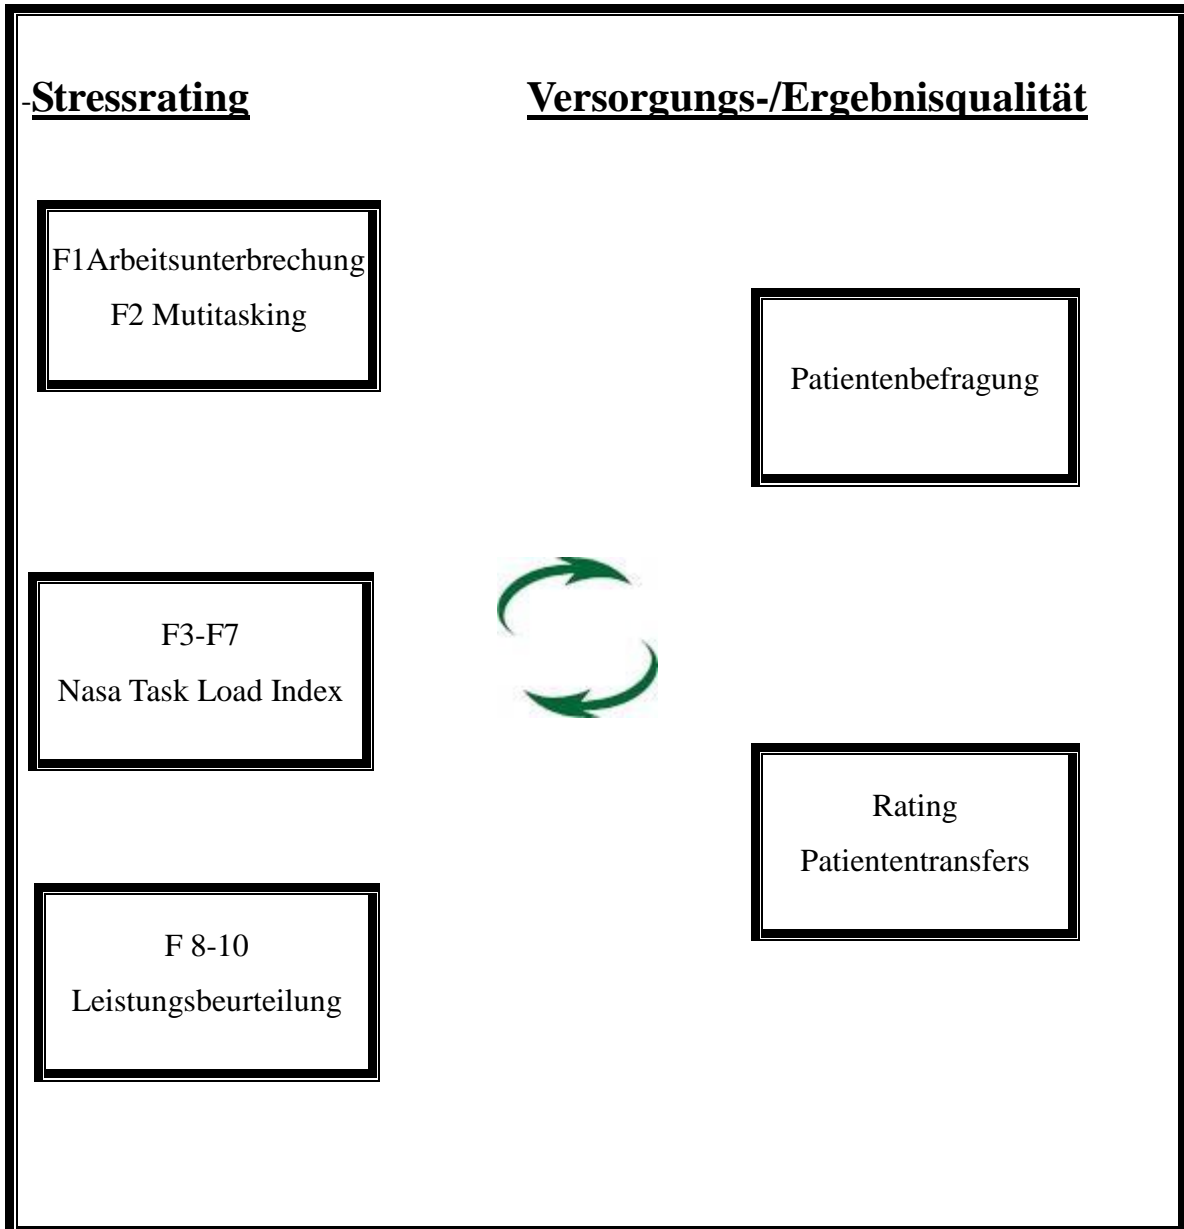 -Stressrating
Versorgungs-/Ergebnisqualität
F1Arbeitsunterbrechung
F2 Mutitasking
Patientenbefragung
F3-F7
Nasa Task Load Index
Rating
Patiententransfers
F 8-10
Leistungsbeurteilung